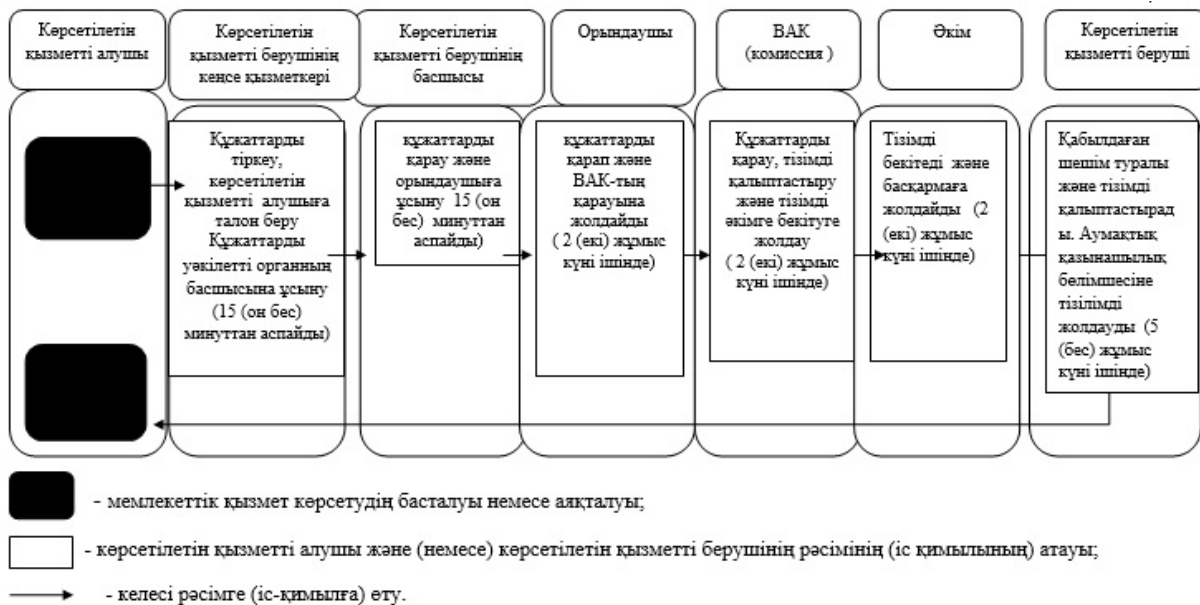 Көрсетілетін
қызметті алушы
Көрсетілетін
қызметті берушінің
кеңсе қызметкері
Көрсетілетін
қызметті берушінің
басшысы
Орындаушы
ВАК
(комиссия )
Әкім
Көрсетілетін
қызметті беруші
Құжаттарды
тіркеу,
көрсетілетін
қызметті алушыға
талон беру
Құжаттарды
уәкілетті органның
басшысына ұсыну
(15 (он бес)
минуттан аспайды)
құжаттарды
қарау және
орындаушыға
ұсыну 15 (он
бес) минуттан
аспайды)
құжаттарды
қарап және
ВАК-тың
қарауына
жолдайды
( 2 (екі) жұмыс
күні ішінде)
Құжаттарды
қарау, тізімді
қалыптастыру
және тізімді
әкімге бекітуге
жолдау
( 2 (екі) жұмыс
күні ішінде)
Тізімді
бекітеді және
басқармаға
жолдайды (2
(екі) жұмыс
күні ішінде)
Қабылдаған
шешім туралы
және тізімді
қалыптастырад
ы. Аумақтық
қазынашылық
бөлімшесіне
тізілімді
жолдауды (5
(бес) жұмыс
күні ішінде)
- мемлекеттік қызмет көрсетудің басталуы немесе аяқталуы;
- көрсетілетін қызметті алушы және (немесе) көрсетілетін қызметті берушінің рәсімінің (іс қимылының) атауы;
- келесі рәсімге (іс-қимылға) өту.